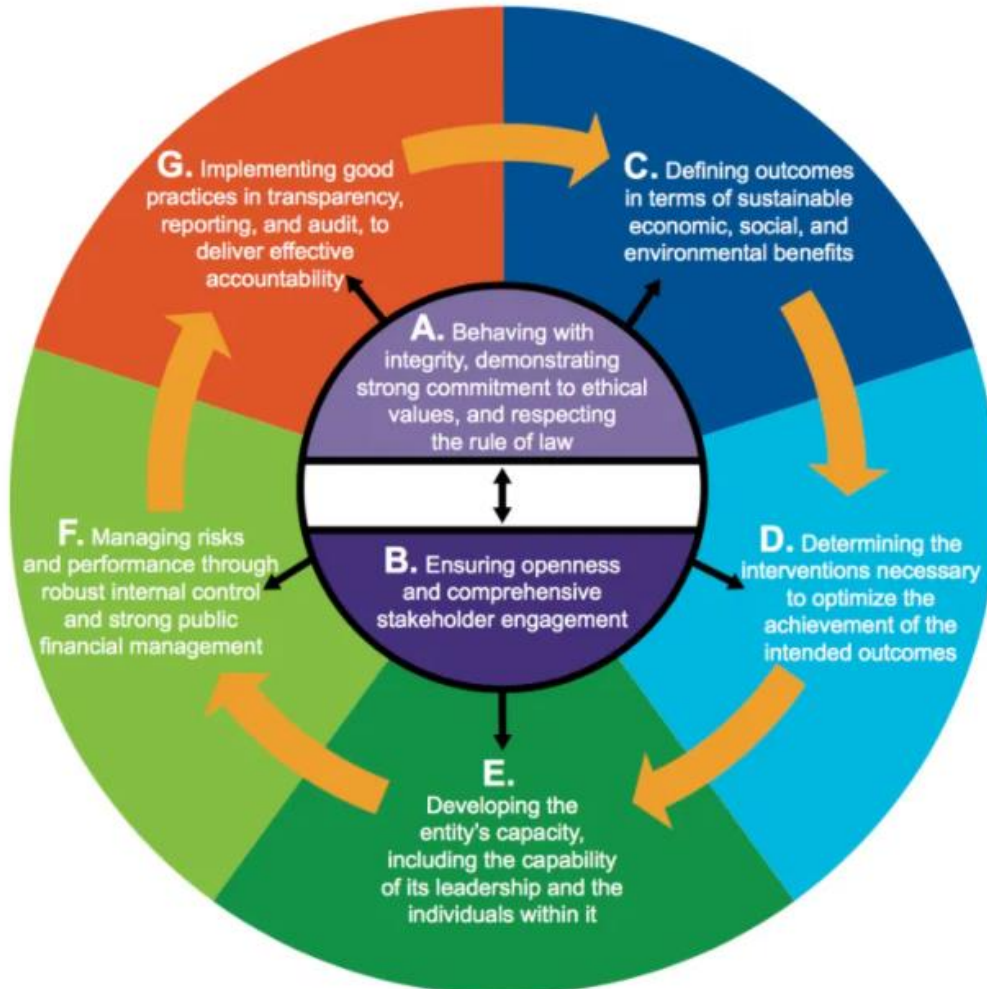 G. Implementing good
practices in transparency,
reporting, and audit, to
deliver effective
accountability
C. Defining outcomes
in terms of sustainable
economic, social, and
environmental benefits
A. Behaving with
integrity, demonstrating
strong commitment to ethical
values, and respecting
the rule of law
F. Managing risks
and performance through
robust internal control
and strong public
financial management
B. Ensuring openness
and comprehensive
stakeholder engagement
D. Determining the
interventions necessary
to optimize the
achievement of the
intended outcomes
E.
Developing the
entity's capacity,
including the capability
of its leadership and the
individuals within it